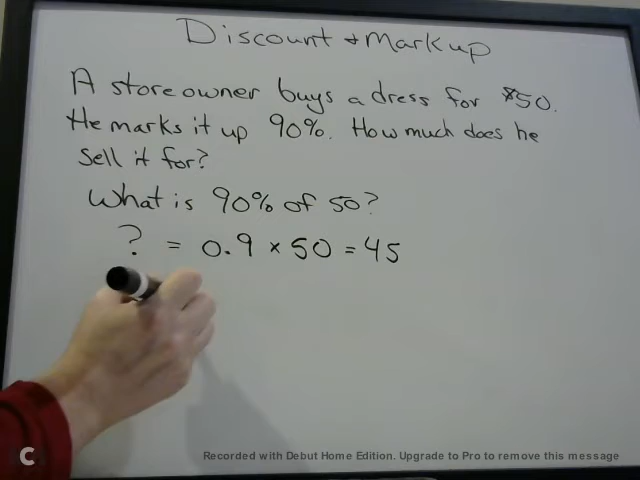 Discount & Markup
A store owner buys a dress for $50.
He marks it up 90%. How much does he
sell it for?
What is 90% of 50?
? = 0.9 × 50 = 45
C
Recorded with Debut Home Edition. Upgrade to Pro to remove this message